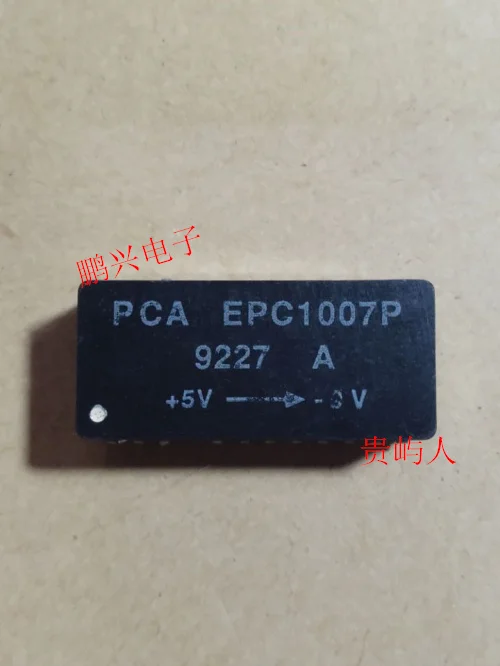 鹏兴电子
PCA EPC1007P
9227 A
+5V → - V
贵屿人